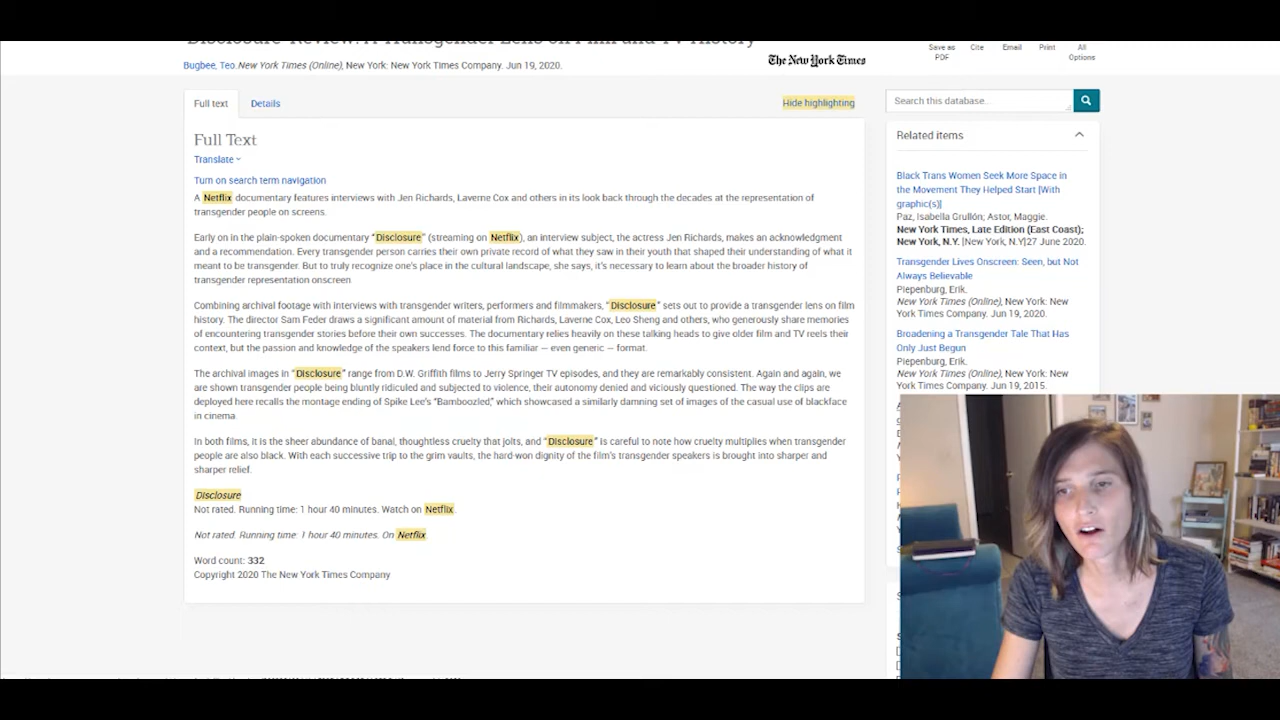 Disclosure Review: A Transgender Lens on Film and TV History
Bugbee, Teo. New York Times (Online), New York: New York Times Company. Jun 19, 2020.
The New York Times
Save as PDF
Cite
Email
Print
All Options
Full text
Details
Hide highlighting
Search this database...
Full Text
Translate
Turn on search term navigation
A Netflix documentary features interviews with Jen Richards, Laverne Cox and others in its look back through the decades at the representation of
transgender people on screens.
Early on in the plain-spoken documentary “Disclosure” (streaming on Netflix), an interview subject, the actress Jen Richards, makes an acknowledgment
and a recommendation. Every transgender person carries their own private record of what they saw in their youth that shaped their understanding of what it
meant to be transgender. But to truly recognize one's place in the cultural landscape, she says, it's necessary to learn about the broader history of
transgender representation onscreen.
Combining archival footage with interviews with transgender writers, performers and filmmakers, “Disclosure” sets out to provide a transgender lens on film
history. The director Sam Feder draws a significant amount of material from Richards, Laverne Cox, Leo Sheng and others, who generously share memories
of encountering transgender stories before their own successes. The documentary relies heavily on these talking heads to give older film and TV reels their
context, but the passion and knowledge of the speakers lend force to this familiar — even generic — format.
The archival images in “Disclosure” range from D.W. Griffith films to Jerry Springer TV episodes, and they are remarkably consistent. Again and again, we
are shown transgender people being bluntly ridiculed and subjected to violence, their autonomy denied and viciously questioned. The way the clips are
deployed here recalls the montage ending of Spike Lee's “Bamboozled,” which showcased a similarly damning set of images of the casual use of blackface
in cinema.
In both films, it is the sheer abundance of banal, thoughtless cruelty that jolts, and “Disclosure” is careful to note how cruelty multiplies when transgender
people are also black. With each successive trip to the grim vaults, the hard-won dignity of the film's transgender speakers is brought into sharper and
sharper relief.
Disclosure
Not rated. Running time: 1 hour 40 minutes. Watch on Netflix.
Not rated. Running time: 1 hour 40 minutes. On Netflix.
Word count: 332
Copyright 2020 The New York Times Company
Related items
Black Trans Women Seek More Space in
the Movement They Helped Start [With
graphic(s)]
Paz, Isabella Grullón; Astor, Maggie.
New York Times, Late Edition (East Coast);
New York, N.Y. [New York, N.Y]27 June 2020.
Transgender Lives Onscreen: Seen, but Not
Always Believable
Piepenburg, Erik.
New York Times (Online), New York: New
York Times Company. Jun 19, 2020.
Broadening a Transgender Tale That Has
Only Just Begun
Piepenburg, Erik.
New York Times (Online), New York: New
York Times Company. Jun 19, 2015.